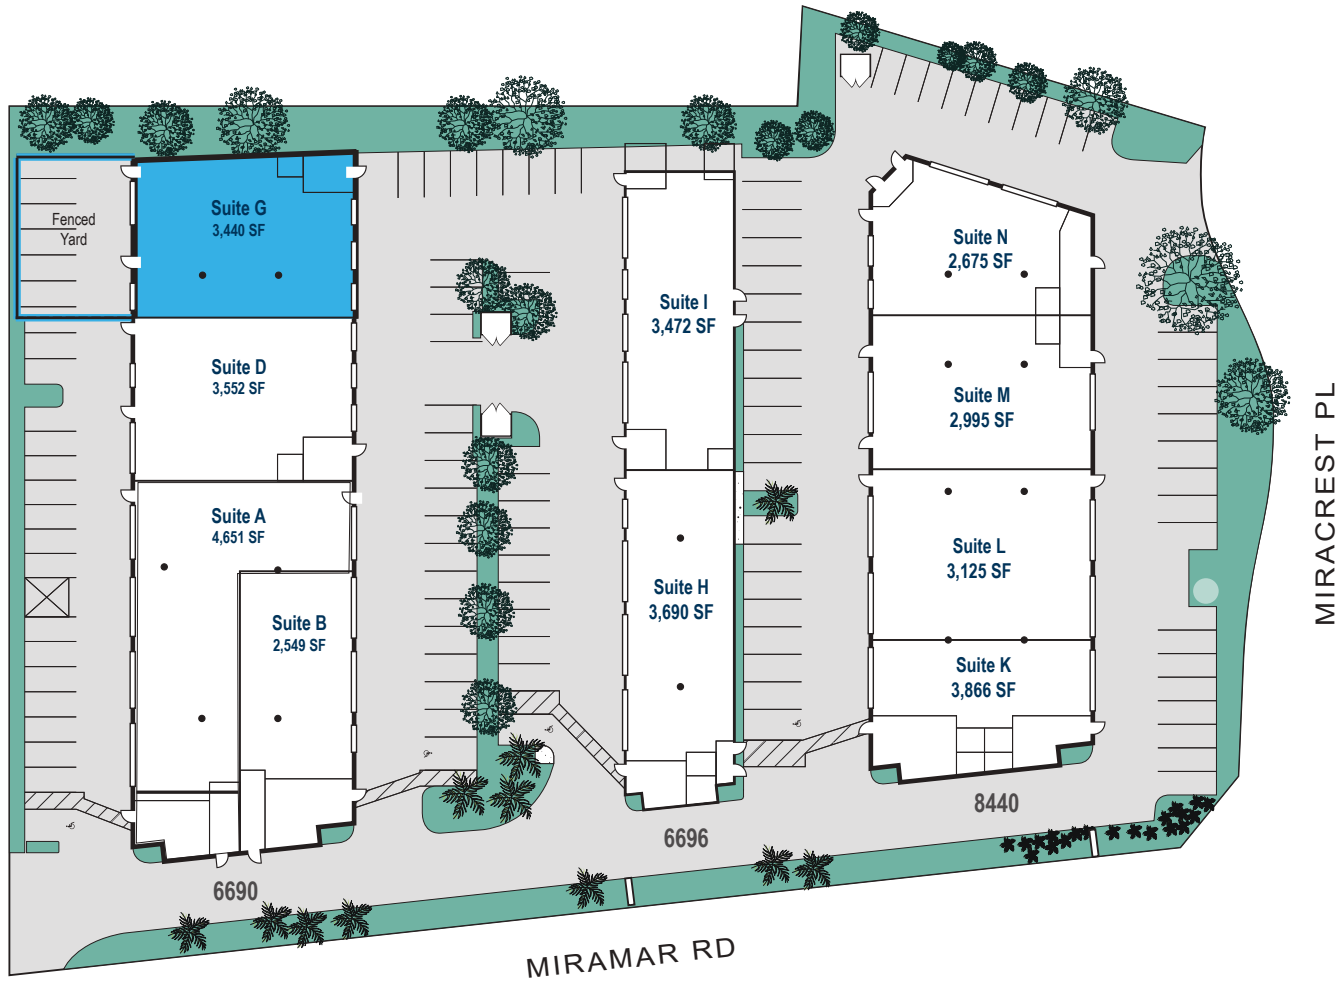 Fenced
Yard
Suite G
3,440 SF
Suite D
3,552 SF
Suite A
4,651 SF
Suite B
2,549 SF
6690
Suite I
3,472 SF
Suite H
3,690 SF
6696
Suite N
2,675 SF
Suite M
2,995 SF
Suite L
3,125 SF
Suite K
3,866 SF
8440
MIRAMAR RD
MIRACREST PL